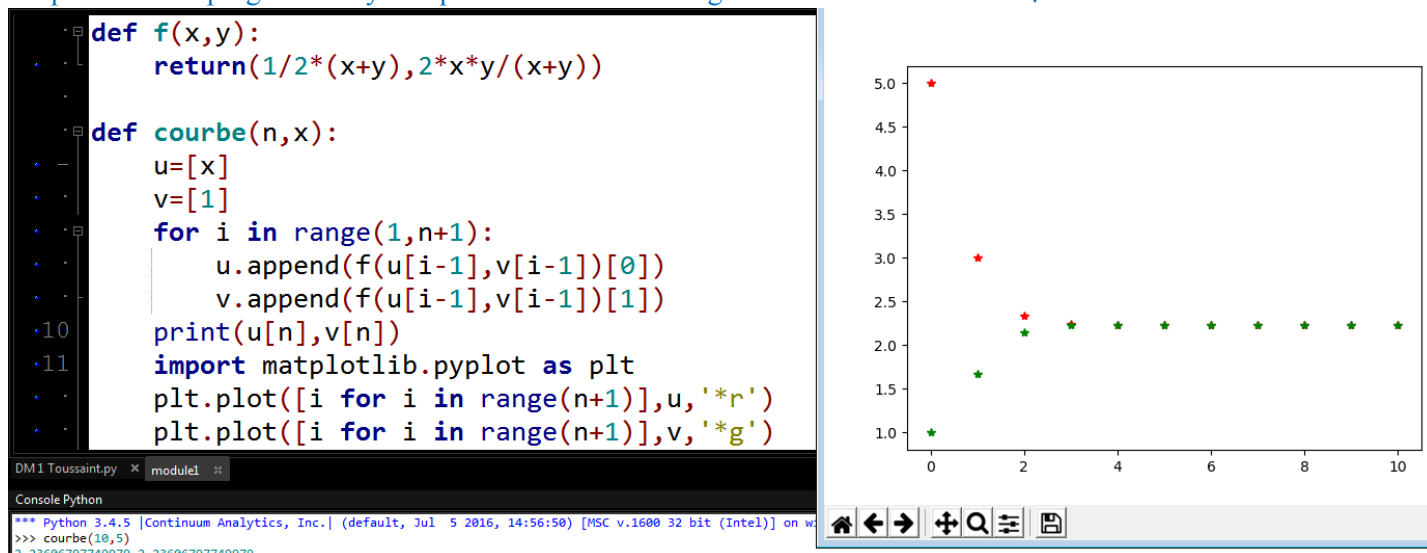 def f(x,y):
return(1/2*(x+y),2*x*y/(x+y))
def courbe(n,x):
u=[x]
v=[1]
for i in range(1,n+1):
u.append(f(u[i-1],v[i-1])[0])
v.append(f(u[i-1],v[i-1])[1])
10 print(u[n],v[n])
11 import matplotlib.pyplot as plt
plt.plot([i for i in range(n+1)],u,'*r')
plt.plot([i for i in range(n+1)],v,'*g')
DM1 Toussaint.py × module1
Console Python
*** Python 3.4.5 |Continuum Analytics, Inc.| (default, Jul 5 2016, 14:56:50) [MSC v.1600 32 bit (Intel)] on
>>> courbe(10,5)
5.0
4.5
4.0
3.5
3.0
2.5
2.0
1.5
1.0
0 2 4 6 8 10